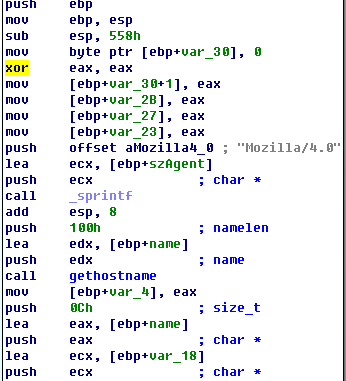 push ebp
mov ebp, esp
sub esp, 558h
mov byte ptr [ebp+var_30], 0
xor eax, eax
mov [ebp+var_30+1], eax
mov [ebp+var_2B], eax
mov [ebp+var_27], eax
mov [ebp+var_23], eax
push offset aMozilla4_0 ; "Mozilla/4.0"
lea ecx, [ebp+szAgent]
push ecx ; char *
call _sprintf
add esp, 8
push 100h ; namelen
lea edx, [ebp+name]
push edx ; name
call gethostname
mov [ebp+var_4], eax
push 0Ch ; size_t
lea eax, [ebp+name]
push eax ; char *
lea ecx, [ebp+var_18]
push ecx ; char *